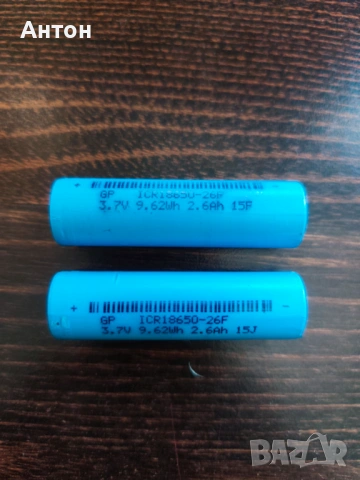 Антон
+
GP ICR18650-26F
3.7V 9.62Wh 2.6Ah 15P
+ -
GP ICR18650-26F
3.7V 9.62Wh 2.6Ah 15J
BAZAR